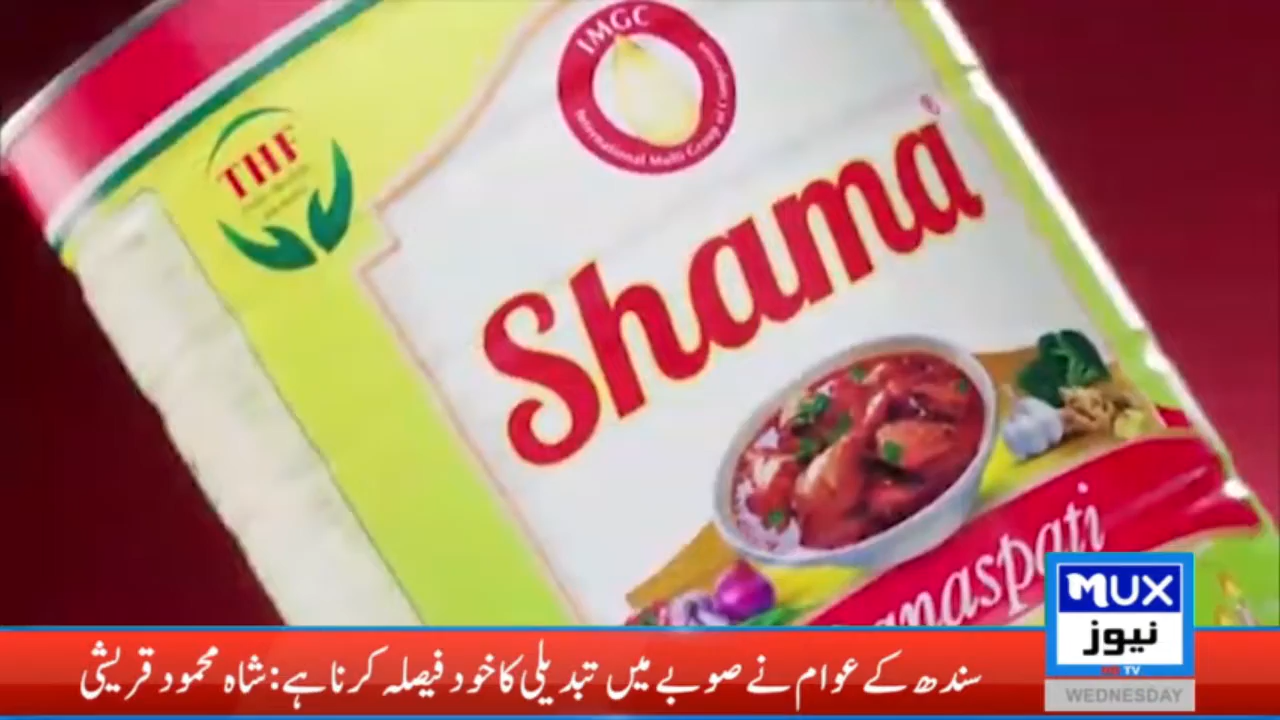 IMGC
International Multi Group of Companies
THF
Shama
®
MUX
نیوز
TV
WEDNESDAY
سندھ کے عوام نے صوبے میں تبدیلی کا خود فیصلہ کرنا ہے: شاہ محمود قریشی